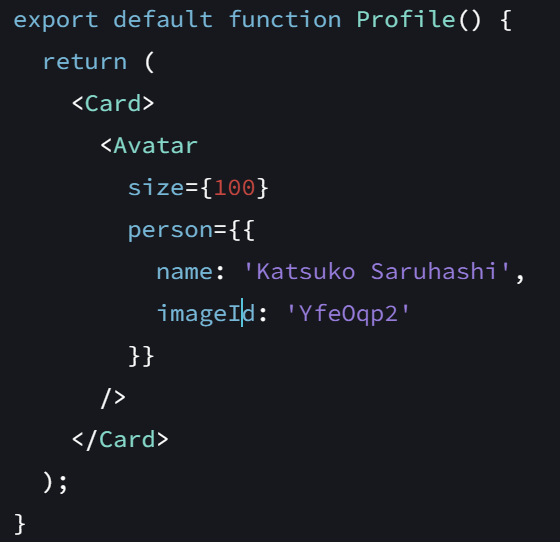 export default function Profile() {
  return (
    <Card>
      <Avatar
        size={100}
        person={{
          name: 'Katsuko Saruhashi',
          imageId: 'YfeOqp2'
        }}
      />
    </Card>
  );
}